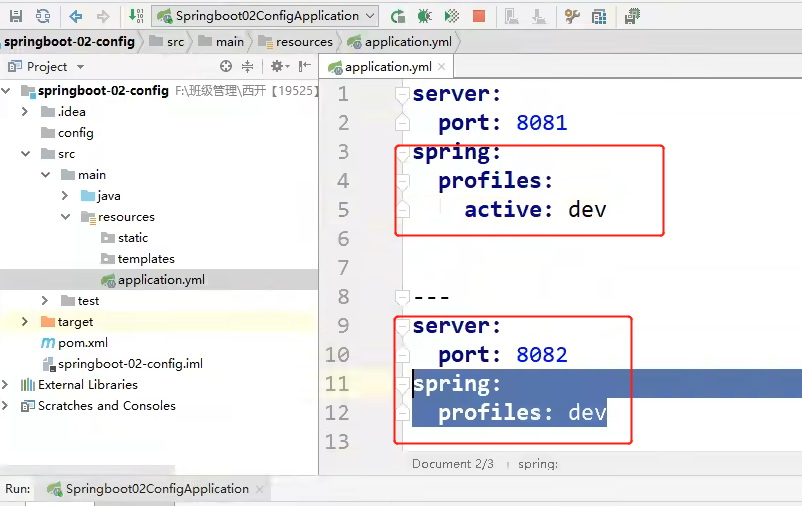 Springboot02ConfigApplication
springboot-02-config src main resources application.yml
Project
application.yml
springboot-02-config F:\班级管理\西开【19525】
.idea
config
src
main
java
resources
static
templates
application.yml
test
target
pom.xml
springboot-02-config.iml
External Libraries
Scratches and Consoles
1 server:
2 port: 8081
3 spring:
4 profiles:
5 active: dev
6
7
8 ---
9 server:
10 port: 8082
11 spring:
12 profiles: dev
13
Document 2/3 spring:
Run: Springboot02ConfigApplication